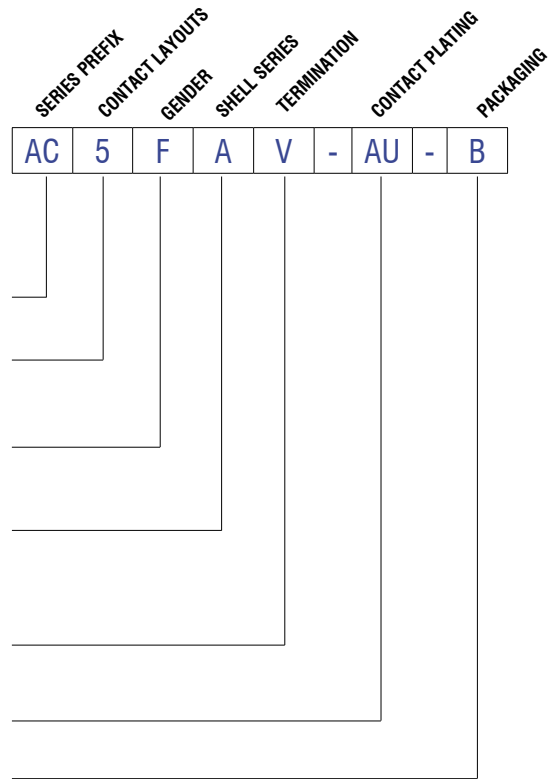 SERIES PREFIX
CONTACT LAYOUTS
GENDER
SHELL SERIES
TERMINATION
CONTACT PLATING
PACKAGING
AC 5 F A V - AU - B